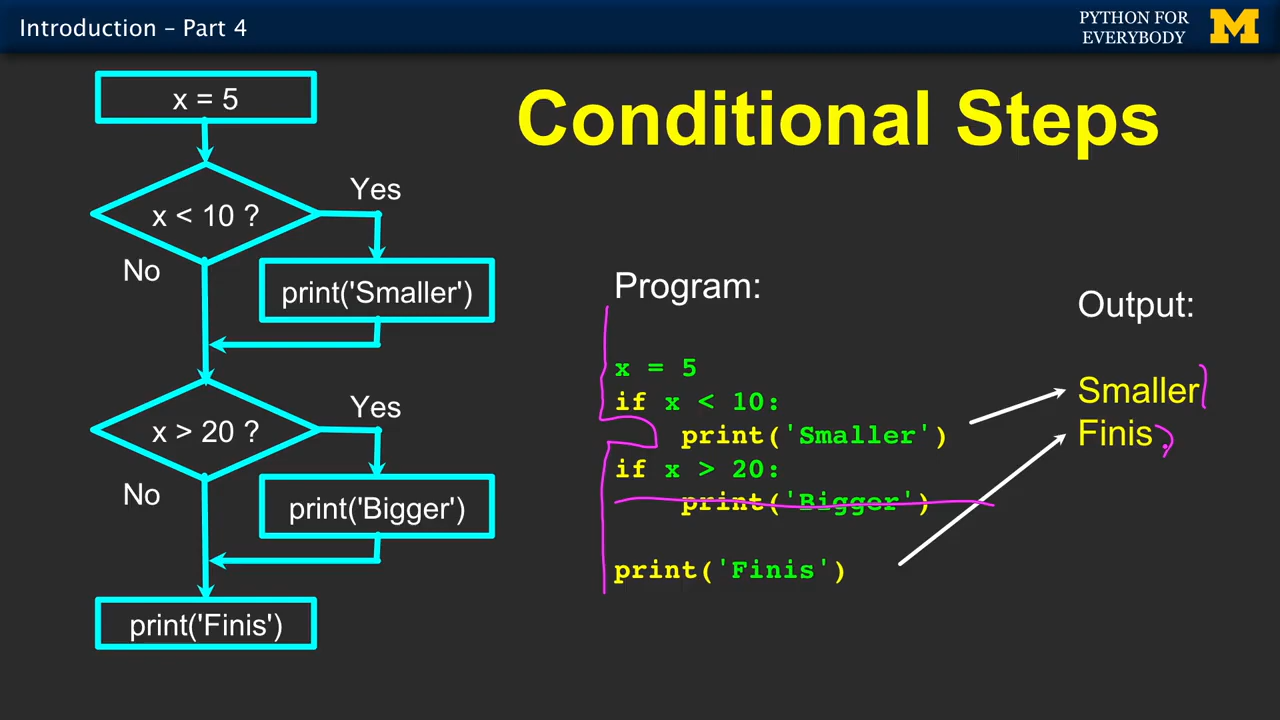 Introduction – Part 4
PYTHON FOR
EVERYBODY
M
Conditional Steps
x = 5
x < 10 ?
Yes
No
print('Smaller')
x > 20 ?
Yes
No
print('Bigger')
print('Finis')
Program:
x = 5
if x < 10:
    print('Smaller')
if x > 20:
    print('Bigger')
print('Finis')
Output:
Smaller
Finis